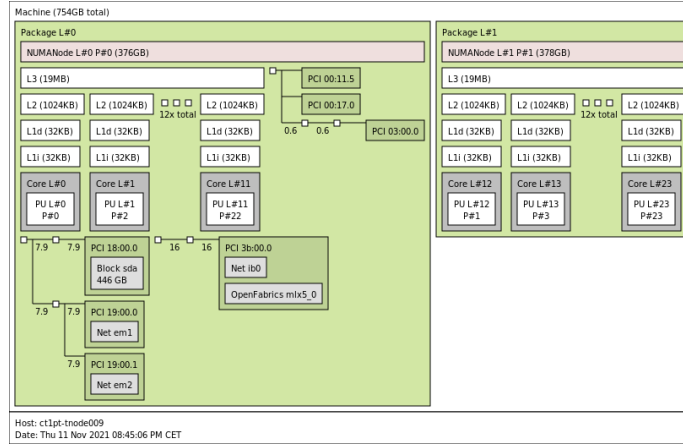 Machine (754GB total)
Package L#0
NUMANode L#0 P#0 (376GB)
L3 (19MB)
PCI 00:11.5
PCI 00:17.0
0.6 0.6 PCI 03:00.0
L2 (1024KB) L2 (1024KB) 12x total L2 (1024KB)
L1d (32KB) L1d (32KB) L1d (32KB)
L1i (32KB) L1i (32KB) L1i (32KB)
Core L#0 Core L#1 Core L#11
PU L#0 PU L#1 PU L#11
P#0 P#2 P#22
7.9 7.9 PCI 18:00.0
Block sda
446 GB
16 16 PCI 3b:00.0
Net ib0
OpenFabrics mlx5_0
7.9 7.9 PCI 19:00.0
Net em1
7.9 PCI 19:00.1
Net em2
Package L#1
NUMANode L#1 P#1 (378GB)
L3 (19MB)
L2 (1024KB) L2 (1024KB) 12x total L2 (1024KB)
L1d (32KB) L1d (32KB) L1d (32KB)
L1i (32KB) L1i (32KB) L1i (32KB)
Core L#12 Core L#13 Core L#23
PU L#12 PU L#13 PU L#23
P#1 P#3 P#23
Host: ct1pt-tnode009
Date: Thu 11 Nov 2021 08:45:06 PM CET